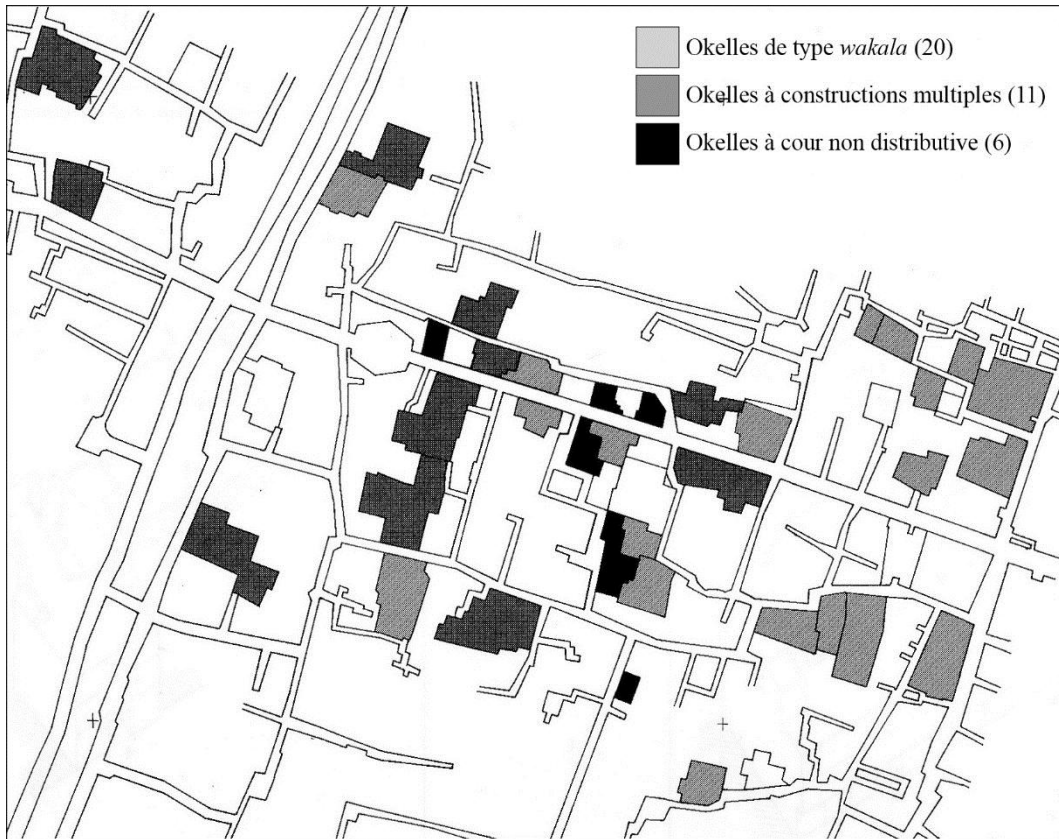 Okelles de type wakala (20)
Okelles à constructions multiples (11)
Okelles à cour non distributive (6)